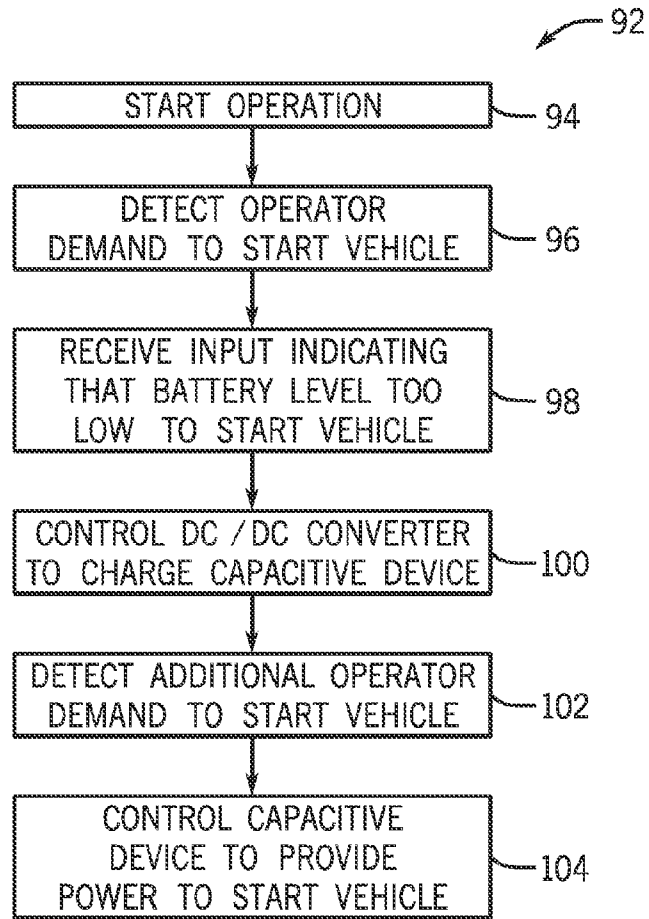 92
START OPERATION
94
DETECT OPERATOR
DEMAND TO START VEHICLE
96
RECEIVE INPUT INDICATING
THAT BATTERY LEVEL TOO
LOW TO START VEHICLE
98
CONTROL DC / DC CONVERTER
TO CHARGE CAPACITIVE DEVICE
100
DETECT ADDITIONAL OPERATOR
DEMAND TO START VEHICLE
102
CONTROL CAPACITIVE
DEVICE TO PROVIDE
POWER TO START VEHICLE
104